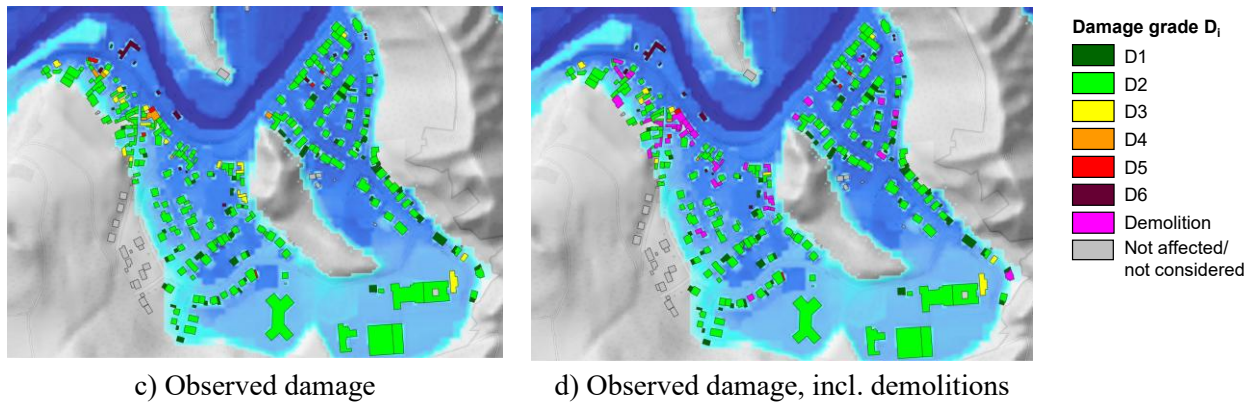 Damage grade Di
D1
D2
D3
D4
D5
D6
Demolition
Not affected/
not considered
c) Observed damage
d) Observed damage, incl. demolitions